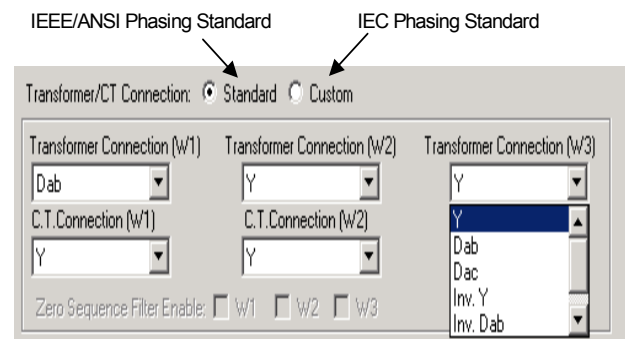 IEEE/ANSI Phasing Standard IEC Phasing Standard
Transformer/CT Connection: Standard Custom
Transformer Connection (W1) Transformer Connection (W2) Transformer Connection (W3)
Dab Y Y
C.T.Connection (W1) C.T.Connection (W2)
Y Y
Y
Dab
Dac
Inv. Y
Inv. Dab
Zero Sequence Filter Enable: W1 W2 W3